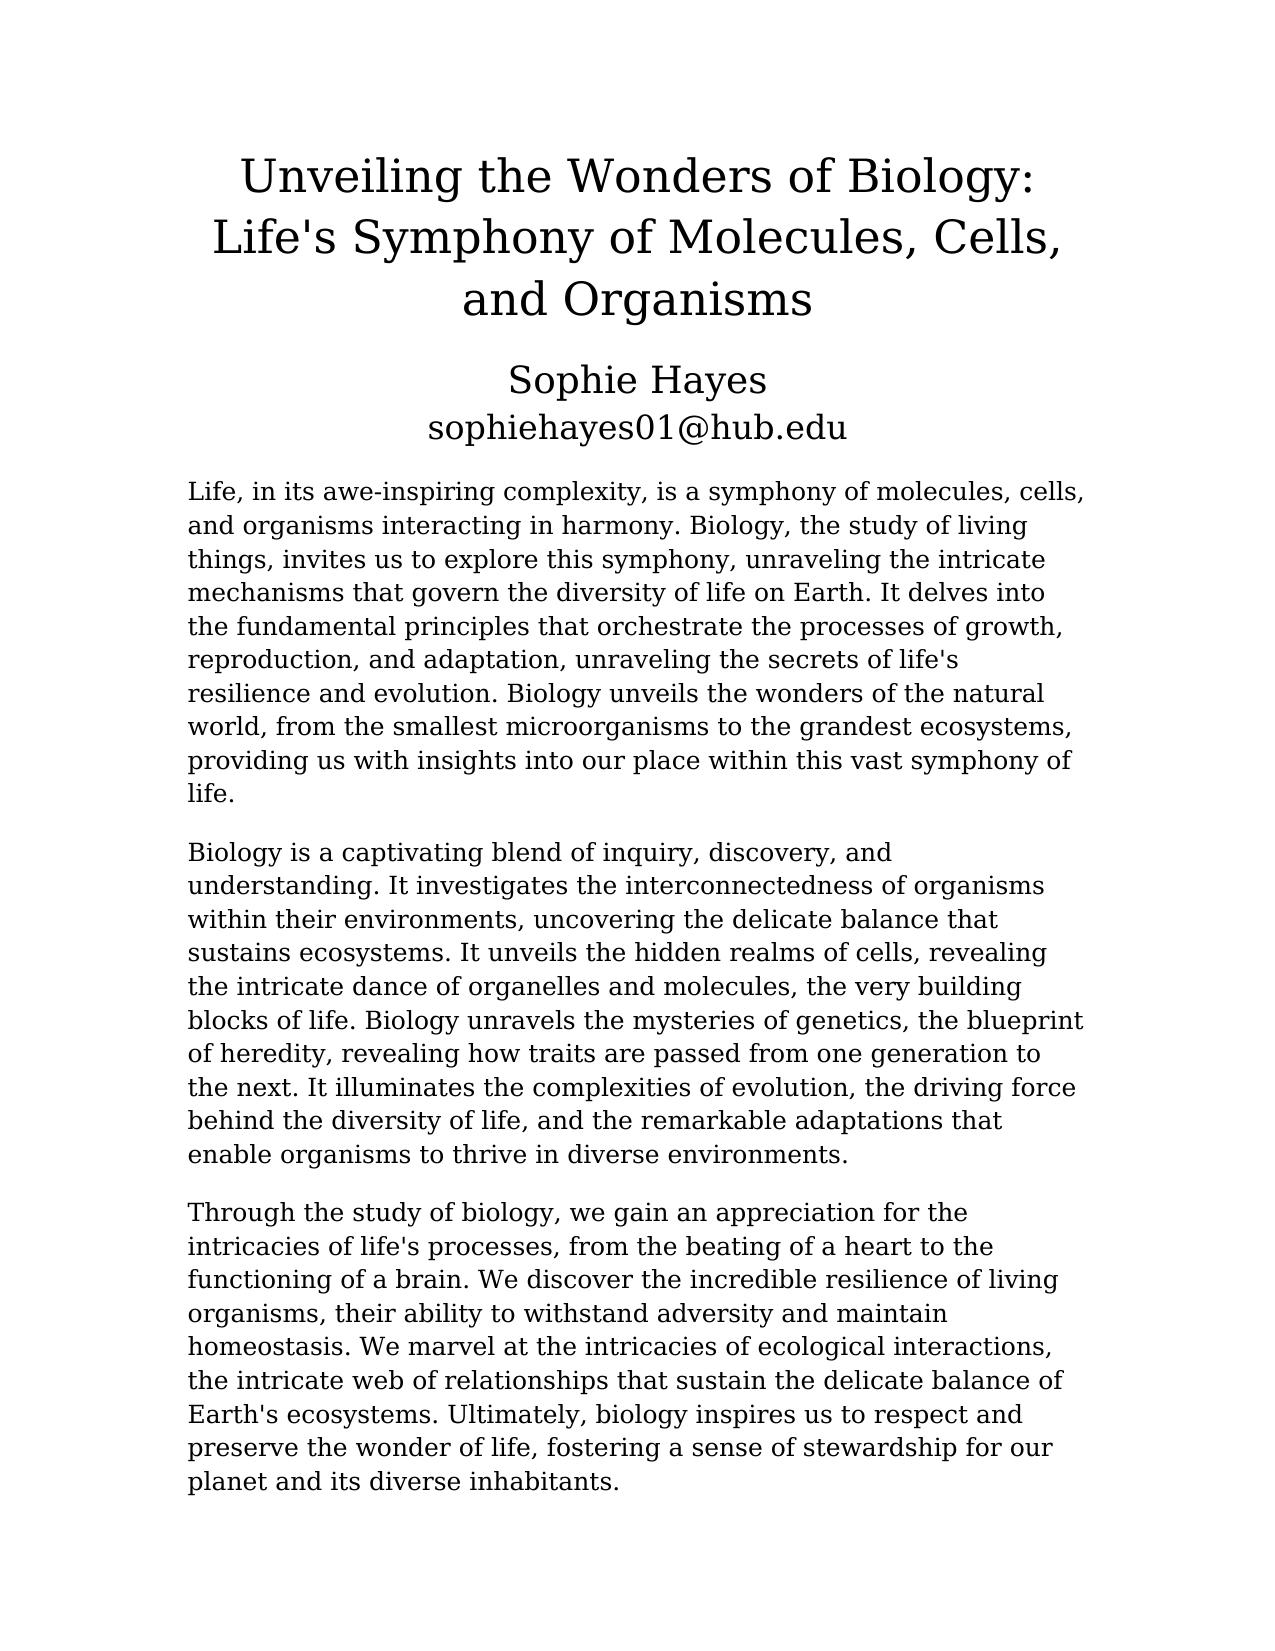 Unveiling the Wonders of Biology:
Life's Symphony of Molecules, Cells,
and Organisms
Sophie Hayes
sophiehayes01@hub.edu
Life, in its awe-inspiring complexity, is a symphony of molecules, cells,
and organisms interacting in harmony. Biology, the study of living
things, invites us to explore this symphony, unraveling the intricate
mechanisms that govern the diversity of life on Earth. It delves into
the fundamental principles that orchestrate the processes of growth,
reproduction, and adaptation, unraveling the secrets of life's
resilience and evolution. Biology unveils the wonders of the natural
world, from the smallest microorganisms to the grandest ecosystems,
providing us with insights into our place within this vast symphony of
life.
Biology is a captivating blend of inquiry, discovery, and
understanding. It investigates the interconnectedness of organisms
within their environments, uncovering the delicate balance that
sustains ecosystems. It unveils the hidden realms of cells, revealing
the intricate dance of organelles and molecules, the very building
blocks of life. Biology unravels the mysteries of genetics, the blueprint
of heredity, revealing how traits are passed from one generation to
the next. It illuminates the complexities of evolution, the driving force
behind the diversity of life, and the remarkable adaptations that
enable organisms to thrive in diverse environments.
Through the study of biology, we gain an appreciation for the
intricacies of life's processes, from the beating of a heart to the
functioning of a brain. We discover the incredible resilience of living
organisms, their ability to withstand adversity and maintain
homeostasis. We marvel at the intricacies of ecological interactions,
the intricate web of relationships that sustain the delicate balance of
Earth's ecosystems. Ultimately, biology inspires us to respect and
preserve the wonder of life, fostering a sense of stewardship for our
planet and its diverse inhabitants.